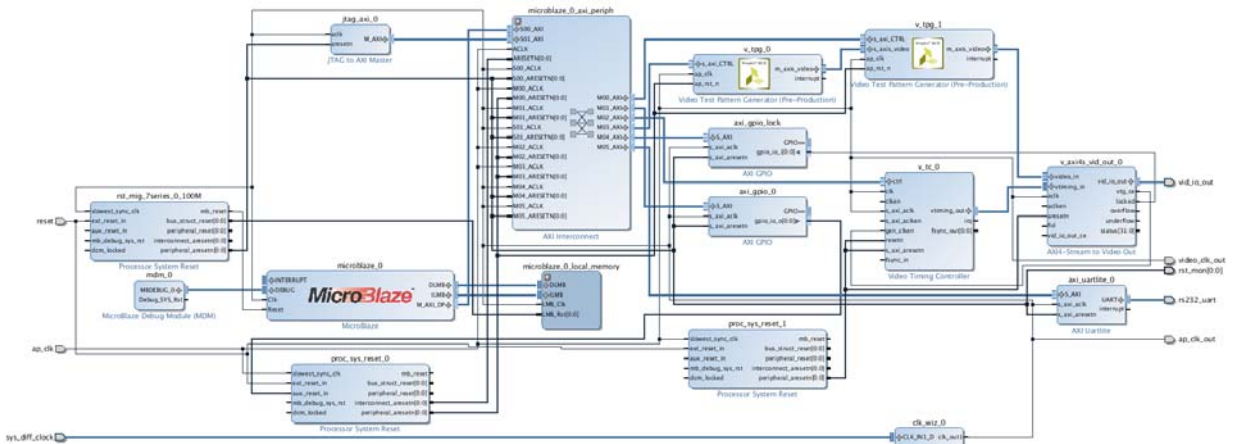 jtag_axi_0
aclk
aresetn
M_AXI
JTAG to AXI Master
microblaze_0_axi_periph
S00_AXI
S01_AXI
ACLK
ARESETN[0:0]
S00_ACLK
S00_ARESETN[0:0]
M00_ACLK
M00_ARESETN[0:0]
M01_ACLK
M01_ARESETN[0:0]
S01_ACLK
S01_ARESETN[0:0]
M02_ACLK
M02_ARESETN[0:0]
M03_ACLK
M03_ARESETN[0:0]
M04_ACLK
M04_ARESETN[0:0]
M05_ACLK
M05_ARESETN[0:0]
M00_AXI
M01_AXI
M02_AXI
M03_AXI
M04_AXI
M05_AXI
AXI Interconnect
v_tpg_0
s_axi_CTRL
ap_clk
ap_rst_n
m_axis_video
interrupt
Video Test Pattern Generator (Pre-Production)
v_tpg_1
s_axi_CTRL
s_axis_video
ap_clk
ap_rst_n
m_axis_video
interrupt
Video Test Pattern Generator (Pre-Production)
axi_gpio_lock
S_AXI
s_axi_aclk
s_axi_aresetn
GPIO
gpio_io_i[0:0]
AXI GPIO
axi_gpio_0
S_AXI
s_axi_aclk
s_axi_aresetn
GPIO
gpio_io_o[0:0]
AXI GPIO
v_tc_0
ctrl
clk
clken
s_axi_aclk
s_axi_aclken
gen_clken
resetn
s_axi_aresetn
fsync_in
vtiming_out
irq
fsync_out[0:0]
Video Timing Controller
v_axi4s_vid_out_0
video_in
vtiming_in
aclk
aclken
aresetn
fid
vid_io_out_ce
vid_io_out
vtg_ce
locked
overflow
underflow
status[31:0]
AXI4-Stream to Video Out
vid_io_out
rst_mig_7series_0_100M
slowest_sync_clk
ext_reset_in
aux_reset_in
mb_debug_sys_rst
dcm_locked
mb_reset
bus_struct_reset[0:0]
peripheral_reset[0:0]
interconnect_aresetn[0:0]
peripheral_aresetn[0:0]
Processor System Reset
reset
mdm_0
MBDEBUG_0
Debug_SYS_Rst
MicroBlaze Debug Module (MDM)
microblaze_0
INTERRUPT
DEBUG
Clk
Reset
MicroBlaze
DLMB
ILMB
M_AXI_DP
MicroBlaze
microblaze_0_local_memory
DLMB
ILMB
LMB_Clk
LMB_Rst[0:0]
video_clk_out
rst_mon[0:0]
axi_uartlite_0
S_AXI
s_axi_aclk
s_axi_aresetn
UART
interrupt
AXI Uartlite
rs232_uart
ap_clk
ap_clk_out
proc_sys_reset_0
slowest_sync_clk
ext_reset_in
aux_reset_in
mb_debug_sys_rst
dcm_locked
mb_reset
bus_struct_reset[0:0]
peripheral_reset[0:0]
interconnect_aresetn[0:0]
peripheral_aresetn[0:0]
Processor System Reset
proc_sys_reset_1
slowest_sync_clk
ext_reset_in
aux_reset_in
mb_debug_sys_rst
dcm_locked
mb_reset
bus_struct_reset[0:0]
peripheral_reset[0:0]
interconnect_aresetn[0:0]
peripheral_aresetn[0:0]
Processor System Reset
sys_diff_clock
clk_wiz_0
CLK_IN1_D
clk_out1